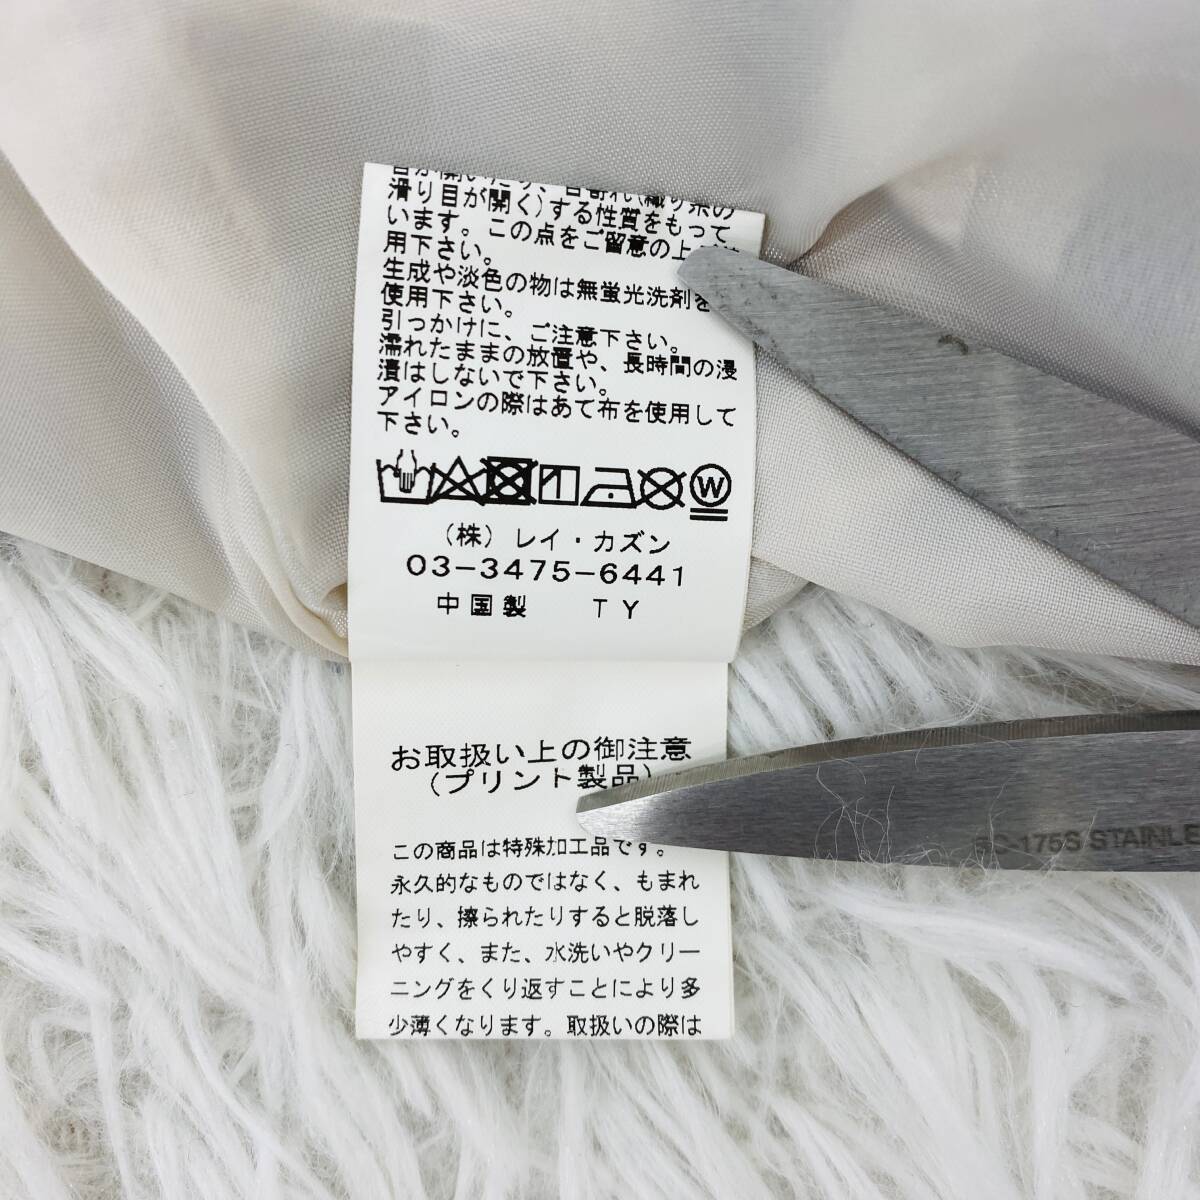 滑り目が開く)する性質をもって
います。この点をご留意の上
用下さい。
生成や淡色の物は無蛍光洗剤を
使用下さい。
引っかけに、ご注意下さい。
濡れたままの放置や、長時間の浸
漬はしないで下さい。
アイロンの際はあて布を使用して
下さい。
W
(株)レイ・カズン
03-3475-6441
中国製 TY
お取扱い上の御注意
(プリント製品)
この商品は特殊加工品です。
永久的なものではなく、もまれ
たり、擦られたりすると脱落し
やすく、また、水洗いやクリー
ニングをくり返すことにより多
少薄くなります。取扱いの際は
-175S STAINLE